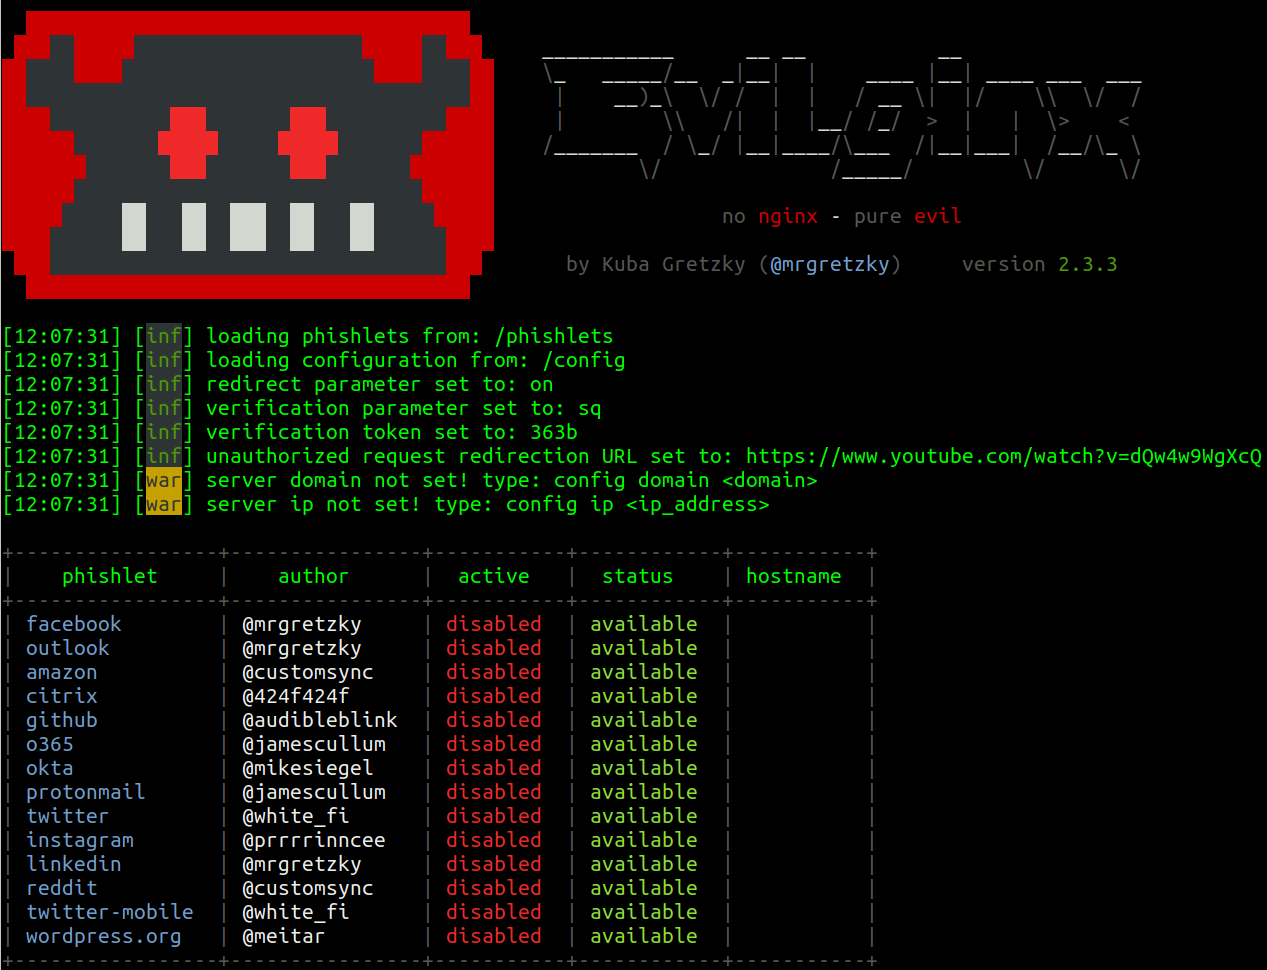 Evilginx
no nginx - pure evil
by Kuba Gretzky (@mrgretzky) version 2.3.3
[12:07:31] [inf] loading phishlets from: /phishlets
[12:07:31] [inf] loading configuration from: /config
[12:07:31] [inf] redirect parameter set to: on
[12:07:31] [inf] verification parameter set to: sq
[12:07:31] [inf] verification token set to: 363b
[12:07:31] [inf] unauthorized request redirection URL set to: https://www.youtube.com/watch?v=dQw4w9WgXcQ
[12:07:31] [war] server domain not set! type: config domain <domain>
[12:07:31] [war] server ip not set! type: config ip <ip_address>
+-----------------+----------------+-----------+------------+-----------+
| phishlet | author | active | status | hostname |
+-----------------+----------------+-----------+------------+-----------+
| facebook | @mrgretzky | disabled | available | |
| outlook | @mrgretzky | disabled | available | |
| amazon | @customsync | disabled | available | |
| citrix | @424f424f | disabled | available | |
| github | @audibleblink | disabled | available | |
| o365 | @jamescullum | disabled | available | |
| okta | @mikesiegel | disabled | available | |
| protonmail | @jamescullum | disabled | available | |
| twitter | @white_fi | disabled | available | |
| instagram | @prrrrinncee | disabled | available | |
| linkedin | @mrgretzky | disabled | available | |
| reddit | @customsync | disabled | available | |
| twitter-mobile | @white_fi | disabled | available | |
| wordpress.org | @meitar | disabled | available | |
+-----------------+----------------+-----------+------------+-----------+